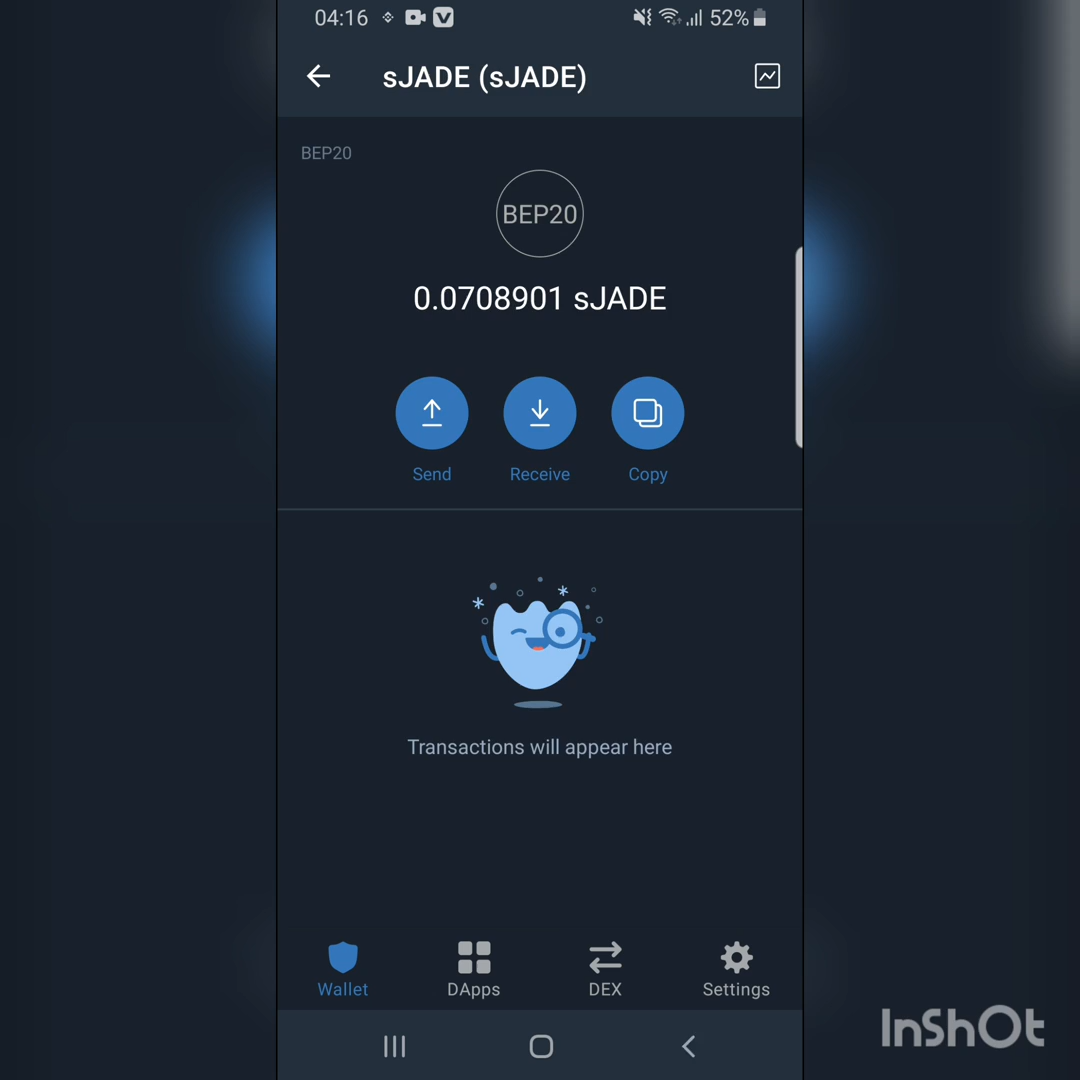 04:16 52%
sJADE (sJADE)
BEP20
BEP20
0.0708901 sJADE
Send Receive Copy
Transactions will appear here
Wallet DApps DEX Settings
InShOt